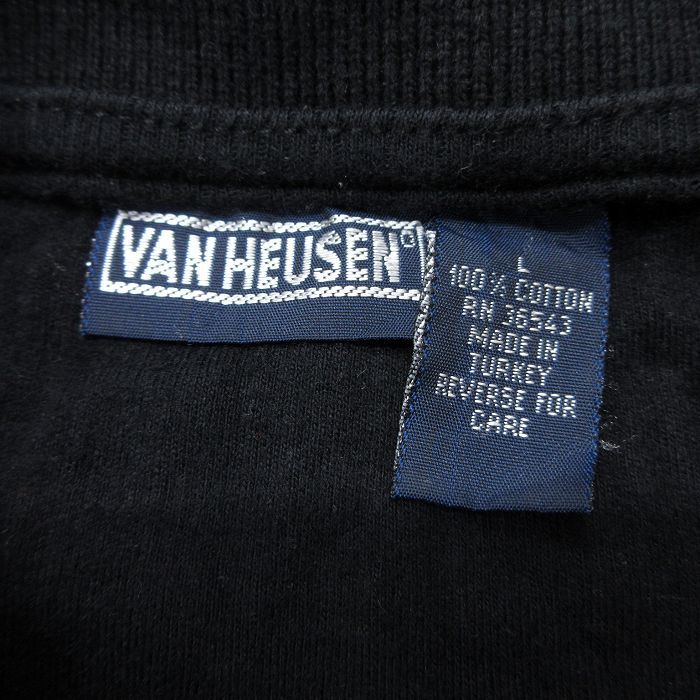 VAN HEUSEN
L
100% COTTON
RN 36543
MADE IN
TURKEY
REVERSE FOR
CARE